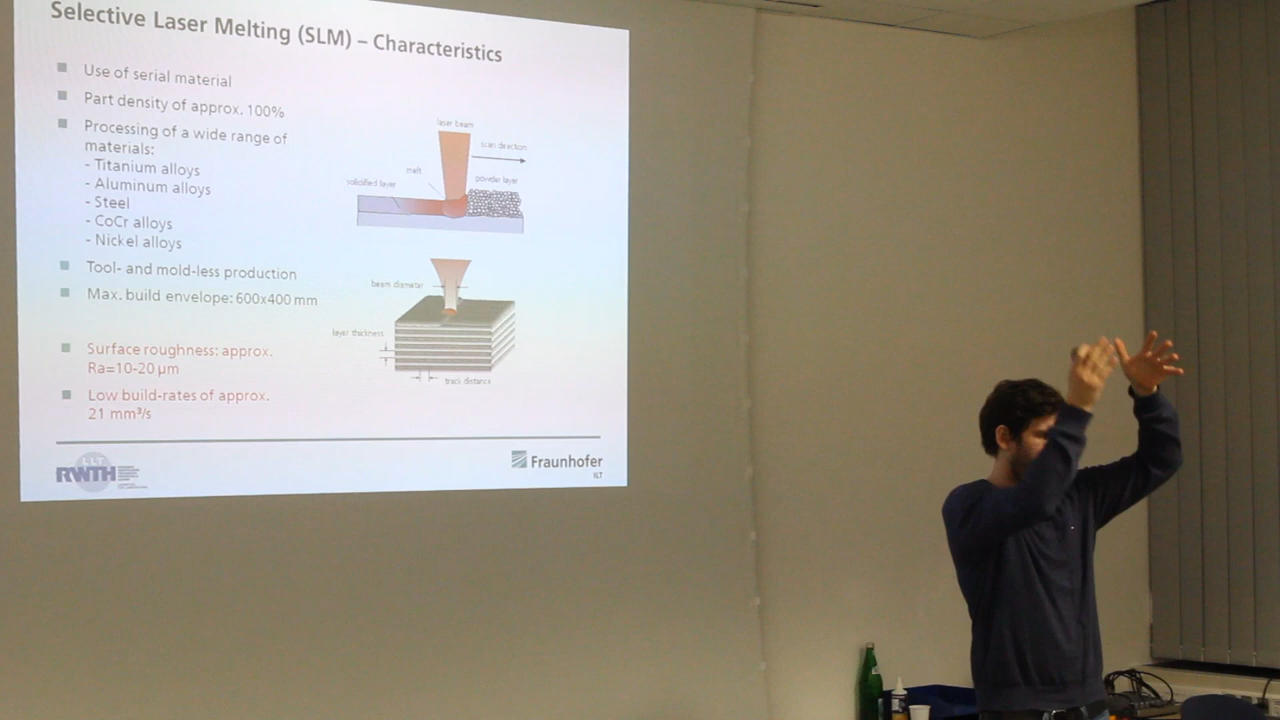 Selective Laser Melting (SLM) – Characteristics
Use of serial material
Part density of approx. 100%
Processing of a wide range of
materials:
- Titanium alloys
- Aluminum alloys
- Steel
- CoCr alloys
- Nickel alloys
Tool- and mold-less production
Max. build envelope: 600x400 mm
Surface roughness: approx.
Ra=10-20 µm
Low build-rates of approx.
21 mm³/s
laser beam
scan direction
melt
powder layer
solidified layer
beam diameter
layer thickness
track distance
LLT
RWTH
Fraunhofer
ILT